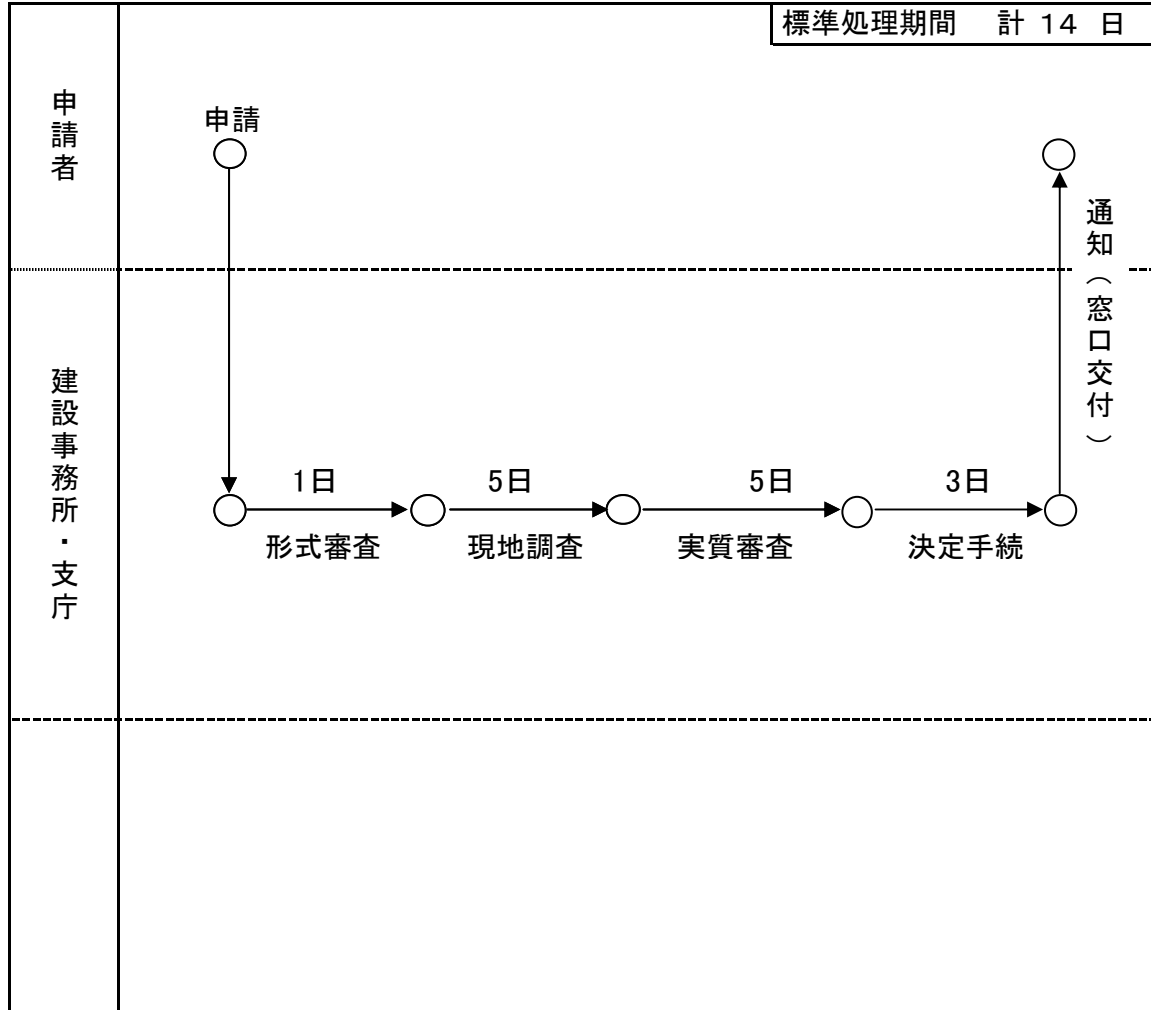 標準処理期間　計 14 日
申請者
申請
通知（窓口交付）
建設事務所・支庁
1日
5日
5日
3日
形式審査
現地調査
実質審査
決定手続